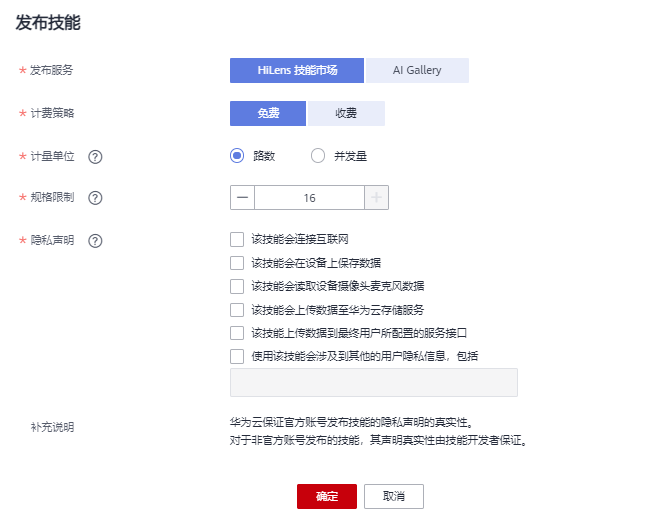 发布技能
* 发布服务 HiLens 技能市场 AI Gallery
* 计费策略 免费 收费
* 计量单位 ? 路数 并发量
* 规格限制 ? — 16 +
* 隐私声明 ? 该技能会连接互联网
该技能会在设备上保存数据
该技能会读取设备摄像头麦克风数据
该技能会上传数据至华为云存储服务
该技能上传数据到最终用户所配置的服务接口
使用该技能会涉及到其他的用户隐私信息，包括
补充说明 华为云保证官方账号发布技能的隐私声明的真实性。
对于非官方账号发布的技能，其声明真实性由技能开发者保证。
确定 取消